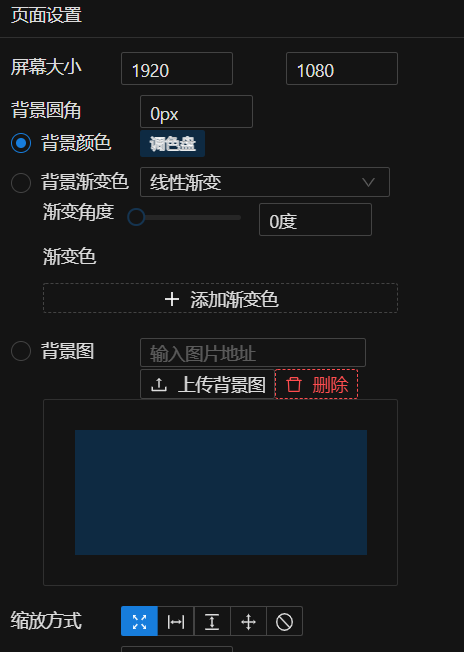 页面设置
屏幕大小 1920 1080
背景圆角 0px
背景颜色 调色盘
背景渐变色 线性渐变
渐变角度 0度
渐变色
添加渐变色
背景图 输入图片地址
上传背景图 删除
缩放方式